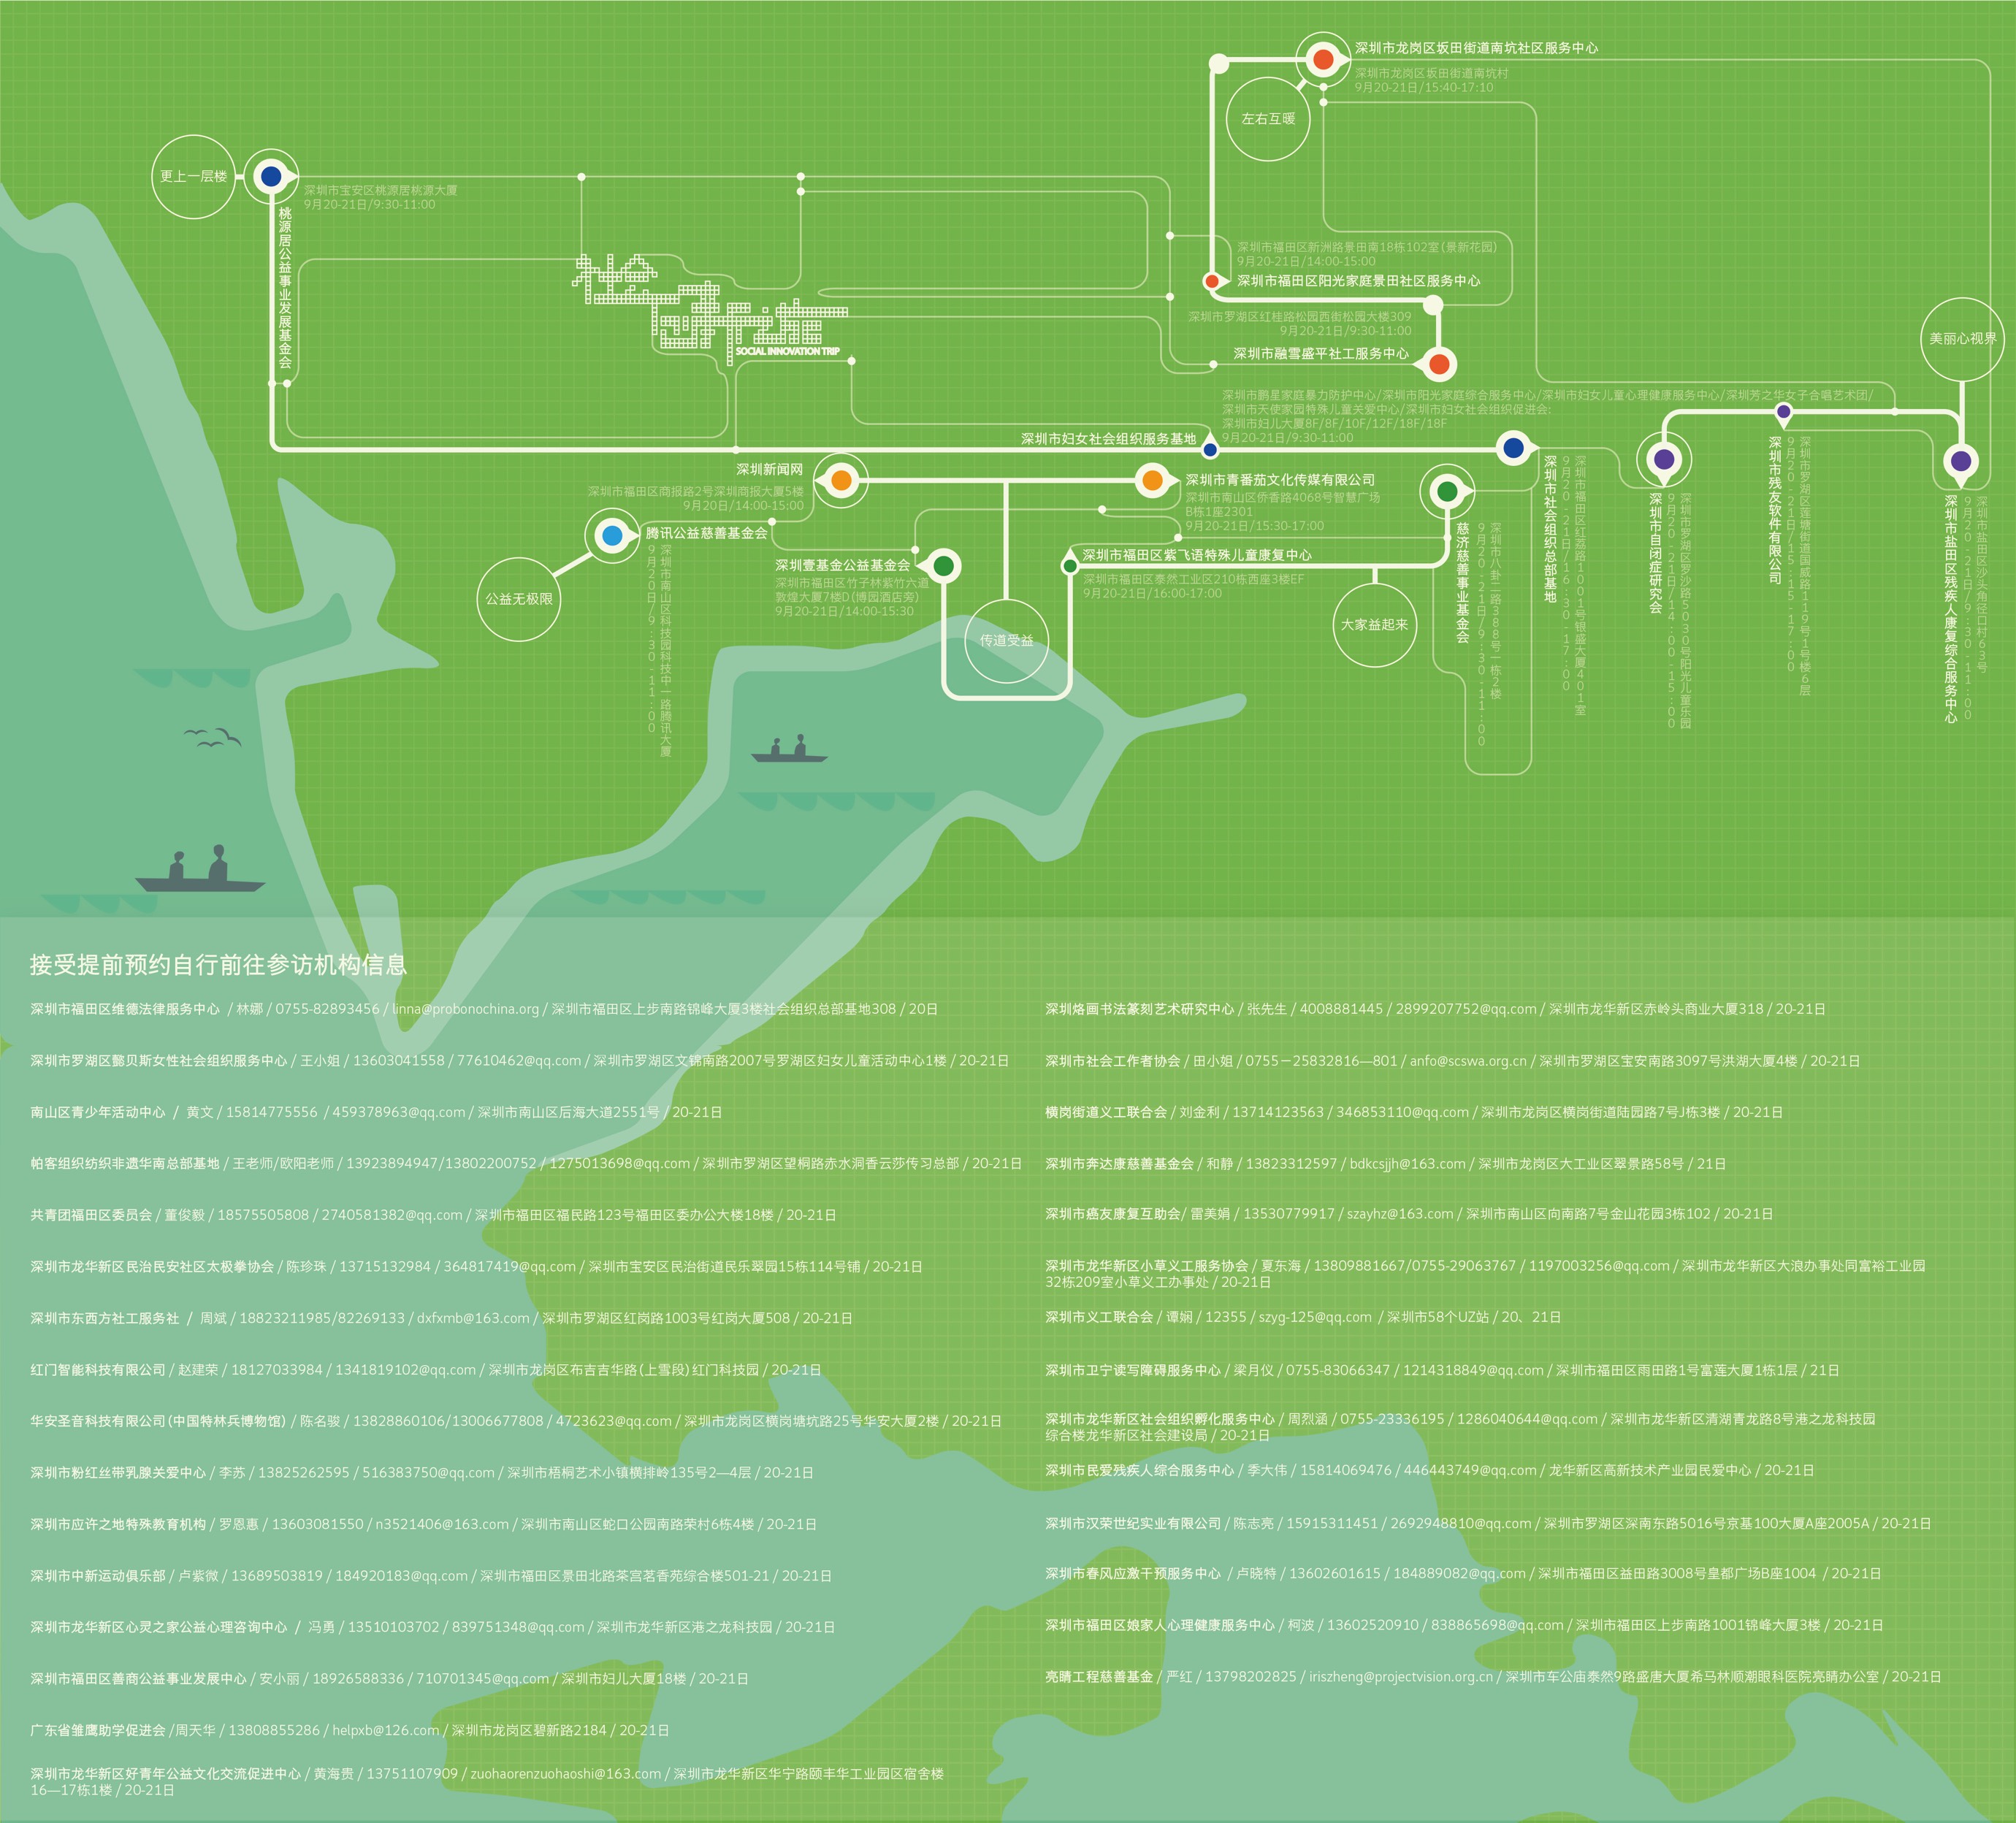 深圳市龙岗区坂田街道南坑社区服务中心
深圳市龙岗区坂田街道南坑村
9月20-21日/15:40-17:10
左右互暖
更上一层楼
深圳市宝安区桃源居桃源大厦
9月20-21日/9:30-11:00
桃源居公益事业发展基金会
社会创新之旅
SOCIAL INNOVATION TRIP
深圳市福田区新洲路景田南18栋102室(景新花园)
9月20-21日/14:00-15:00
深圳市福田区阳光家庭景田社区服务中心
深圳市罗湖区红桂路松园西街松园大楼309
9月20-21日/9:30-11:00
深圳市融雪盛平社工服务中心
美丽心视界
深圳市鹏星家庭暴力防护中心/深圳市阳光家庭综合服务中心/深圳市妇女儿童心理健康服务中心/深圳芳之华女子合唱艺术团/
深圳市天使家园特殊儿童关爱中心/深圳市妇女社会组织促进会:
深圳市妇儿大厦8F/8F/10F/12F/18F/18F
9月20-21日/9:30-11:00
深圳市妇女社会组织服务基地
深圳新闻网
深圳市福田区商报路2号深圳商报大厦5楼
9月20日/14:00-15:00
深圳市青番茄文化传媒有限公司
深圳市南山区侨香路4068号智慧广场
B栋1座2301
9月20-21日/15:30-17:00
腾讯公益慈善基金会
深圳市南山区科技园科技中一路腾讯大厦
9月20日/9:30-11:00
公益无极限
深圳壹基金公益基金会
深圳市福田区竹子林紫竹六道
敦煌大厦7楼D(博园酒店旁)
9月20-21日/14:00-15:30
传道受益
深圳市福田区紫飞语特殊儿童康复中心
深圳市福田区泰然工业区210栋西座3楼EF
9月20-21日/16:00-17:00
大家益起来
慈济慈善事业基金会
深圳市八卦二路388号一栋2楼
9月20-21日/9:30-11:00
深圳市社会组织总部基地
深圳市福田区红荔路1001号银盛大厦401室
9月20-21日/16:30-17:00
深圳市自闭症研究会
深圳市罗湖区罗沙路5030号阳光儿童乐园
9月20-21日/14:00-15:00
深圳市残友软件有限公司
深圳市罗湖区莲塘街道国威路119号1号楼6层
9月20-21日/15:15-17:00
深圳市盐田区残疾人康复综合服务中心
深圳市盐田区沙头角径口村63号
9月20-21日/9:30-11:00
接受提前预约自行前往参访机构信息
深圳市福田区维德法律服务中心 / 林娜 / 0755-82893456 / linna@probonochina.org / 深圳市福田区上步南路锦峰大厦3楼社会组织总部基地308 / 20日
深圳市罗湖区懿贝斯女性社会组织服务中心 / 王小姐 / 13603041558 / 77610462@qq.com / 深圳市罗湖区文锦南路2007号罗湖区妇女儿童活动中心1楼 / 20-21日
南山区青少年活动中心 / 黄文 / 15814775556 / 459378963@qq.com / 深圳市南山区后海大道2551号 / 20-21日
帕客组织纺织非遗华南总部基地 / 王老师/欧阳老师 / 13923894947/13802200752 / 1275013698@qq.com / 深圳市罗湖区望桐路赤水洞香云莎传习总部 / 20-21日
共青团福田区委员会 / 董俊毅 / 18575505808 / 2740581382@qq.com / 深圳市福田区福民路123号福田区委办公大楼18楼 / 20-21日
深圳市龙华新区民治民安社区太极拳协会 / 陈珍珠 / 13715132984 / 364817419@qq.com / 深圳市宝安区民治街道民乐翠园15栋114号铺 / 20-21日
深圳市东西方社工服务社 / 周斌 / 18823211985/82269133 / dxfxmb@163.com / 深圳市罗湖区红岗路1003号红岗大厦508 / 20-21日
红门智能科技有限公司 / 赵建荣 / 18127033984 / 1341819102@qq.com / 深圳市龙岗区布吉吉华路(上雪段)红门科技园 / 20-21日
华安圣音科技有限公司(中国特林兵博物馆) / 陈名骏 / 13828860106/13006677808 / 4723623@qq.com / 深圳市龙岗区横岗塘坑路25号华安大厦2楼 / 20-21日
深圳市粉红丝带乳腺关爱中心 / 李苏 / 13825262595 / 516383750@qq.com / 深圳市梧桐艺术小镇横排岭135号2—4层 / 20-21日
深圳市应许之地特殊教育机构 / 罗恩惠 / 13603081550 / n3521406@163.com / 深圳市南山区蛇口公园南路荣村6栋4楼 / 20-21日
深圳市中新运动俱乐部 / 卢紫微 / 13689503819 / 184920183@qq.com / 深圳市福田区景田北路茶宫茗香苑综合楼501-21 / 20-21日
深圳市龙华新区心灵之家公益心理咨询中心 / 冯勇 / 13510103702 / 839751348@qq.com / 深圳市龙华新区港之龙科技园 / 20-21日
深圳市福田区善商公益事业发展中心 / 安小丽 / 18926588336 / 710701345@qq.com / 深圳市妇儿大厦18楼 / 20-21日
广东省雏鹰助学促进会 /周天华 / 13808855286 / helpxb@126.com / 深圳市龙岗区碧新路2184 / 20-21日
深圳市龙华新区好青年公益文化交流促进中心 / 黄海贵 / 13751107909 / zuohaorenzuohaoshi@163.com / 深圳市龙华新区华宁路颐丰华工业园区宿舍楼
16—17栋1楼 / 20-21日
深圳烙画书法篆刻艺术研究中心 / 张先生 / 4008881445 / 2899207752@qq.com / 深圳市龙华新区赤岭头商业大厦318 / 20-21日
深圳市社会工作者协会 / 田小姐 / 0755－25832816—801 / anfo@scswa.org.cn / 深圳市罗湖区宝安南路3097号洪湖大厦4楼 / 20-21日
横岗街道义工联合会 / 刘金利 / 13714123563 / 346853110@qq.com / 深圳市龙岗区横岗街道陆园路7号J栋3楼 / 20-21日
深圳市奔达康慈善基金会 / 和静 / 13823312597 / bdkcsjjh@163.com / 深圳市龙岗区大工业区翠景路58号 / 21日
深圳市癌友康复互助会/ 雷美娟 / 13530779917 / szayhz@163.com / 深圳市南山区向南路7号金山花园3栋102 / 20-21日
深圳市龙华新区小草义工服务协会 / 夏东海 / 13809881667/0755-29063767 / 1197003256@qq.com / 深圳市龙华新区大浪办事处同富裕工业园
32栋209室小草义工办事处 / 20-21日
深圳市义工联合会 / 谭娴 / 12355 / szyg-125@qq.com / 深圳市58个UZ站 / 20、21日
深圳市卫宁读写障碍服务中心 / 梁月仪 / 0755-83066347 / 1214318849@qq.com / 深圳市福田区雨田路1号富莲大厦1栋1层 / 21日
深圳市龙华新区社会组织孵化服务中心 / 周烈涵 / 0755-23336195 / 1286040644@qq.com / 深圳市龙华新区清湖青龙路8号港之龙科技园
综合楼龙华新区社会建设局 / 20-21日
深圳市民爱残疾人综合服务中心 / 季大伟 / 15814069476 / 446443749@qq.com / 龙华新区高新技术产业园民爱中心 / 20-21日
深圳市汉荣世纪实业有限公司 / 陈志亮 / 15915311451 / 2692948810@qq.com / 深圳市罗湖区深南东路5016号京基100大厦A座2005A / 20-21日
深圳市春风应激干预服务中心 / 卢晓特 / 13602601615 / 184889082@qq.com / 深圳市福田区益田路3008号皇都广场B座1004 / 20-21日
深圳市福田区娘家人心理健康服务中心 / 柯波 / 13602520910 / 838865698@qq.com / 深圳市福田区上步南路1001锦峰大厦3楼 / 20-21日
亮睛工程慈善基金 / 严红 / 13798202825 / iriszheng@projectvision.org.cn / 深圳市车公庙泰然9路盛唐大厦希马林顺潮眼科医院亮睛办公室 / 20-21日